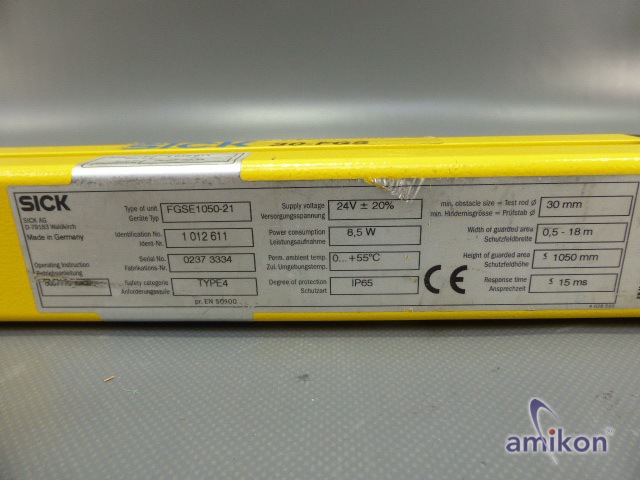 SICK 30 FGS
SICK
SICK AG
D-79183 Waldkirch
Made in Germany
Operating Instruction
Betriebsanleitung
Type of unit
Geräte Typ
FGSE1050-21
Identification No.
Ident-Nr.
1 012 611
Serial No.
Fabrikations-Nr.
0237 3334
Safety categorie
Anforderungsstufe
TYPE4
pr. EN 50100
Supply voltage
Versorgungsspannung
24V ± 20%
Power consumption
Leistungsaufnahme
8,5 W
Perm. ambient temp.
Zul. Umgebungstemp.
0...+55°C
Degree of protection
Schutzart
IP65
CE
min. obstacle size = Test rod Ø
min. Hindernisgrösse = Prüfstab Ø
30 mm
Width of guarded area
Schutzfeldbreite
0,5 - 18 m
Height of guarded area
Schutzfeldhöhe
≤ 1050 mm
Response time
Ansprechzeit
≤ 15 ms
amikon